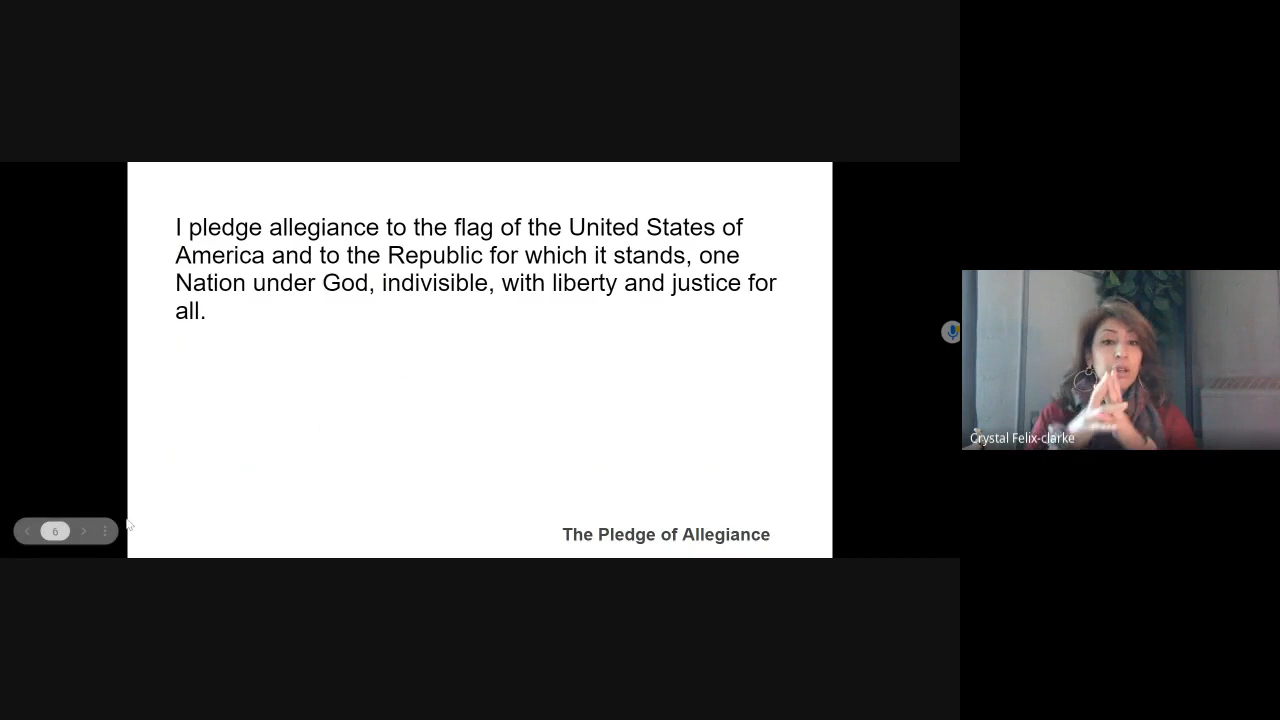 I pledge allegiance to the flag of the United States of
America and to the Republic for which it stands, one
Nation under God, indivisible, with liberty and justice for
all.
The Pledge of Allegiance
6
Crystal Felix-clarke